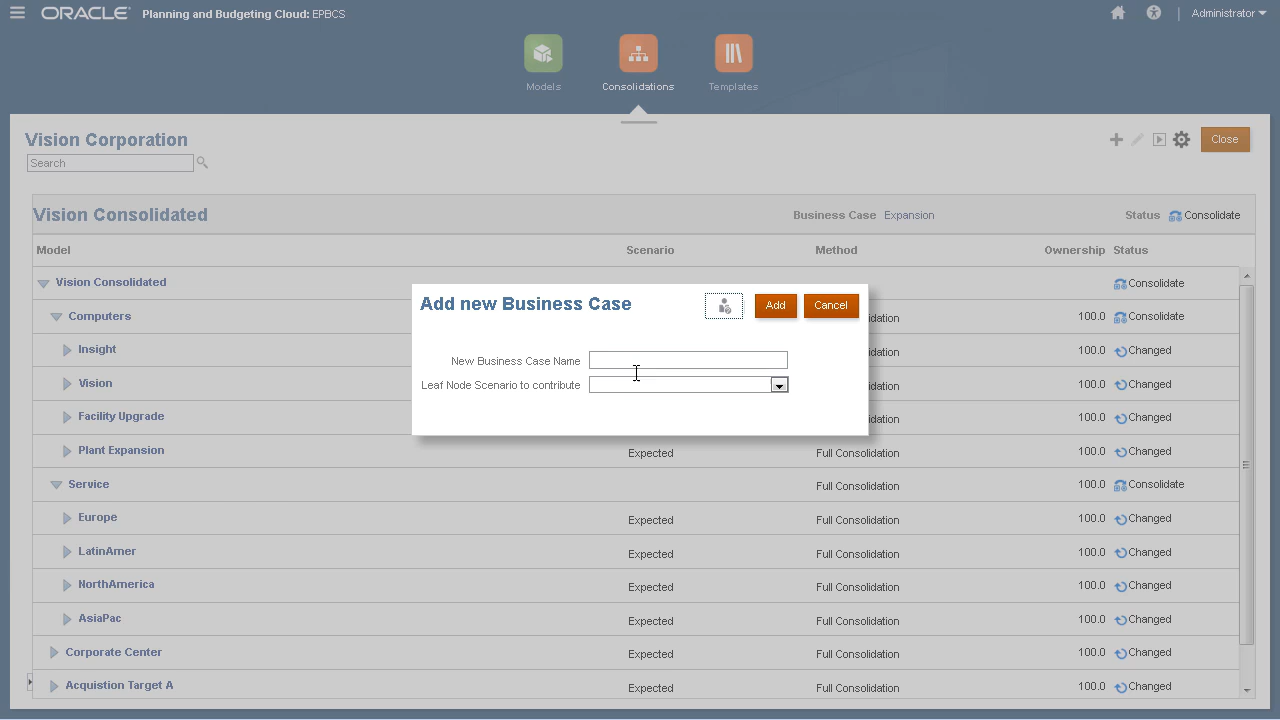 ORACLE Planning and Budgeting Cloud: EPBCS Administrator
Models Consolidations Templates
Vision Corporation Close
Search
Vision Consolidated Business Case Expansion Status Consolidate
Model Scenario Method Ownership Status
Vision Consolidated Consolidate
Add new Business Case Add Cancel
Computers idation 100.0 Consolidate
Insight idation 100.0 Changed
New Business Case Name
Vision idation 100.0 Changed
Leaf Node Scenario to contribute
Facility Upgrade idation 100.0 Changed
Plant Expansion Expected Full Consolidation 100.0 Changed
Service Full Consolidation 100.0 Consolidate
Europe Expected Full Consolidation 100.0 Changed
LatinAmer Expected Full Consolidation 100.0 Changed
NorthAmerica Expected Full Consolidation 100.0 Changed
AsiaPac Expected Full Consolidation 100.0 Changed
Corporate Center Expected Full Consolidation 100.0 Changed
Acquistion Target A Expected Full Consolidation 100.0 Changed